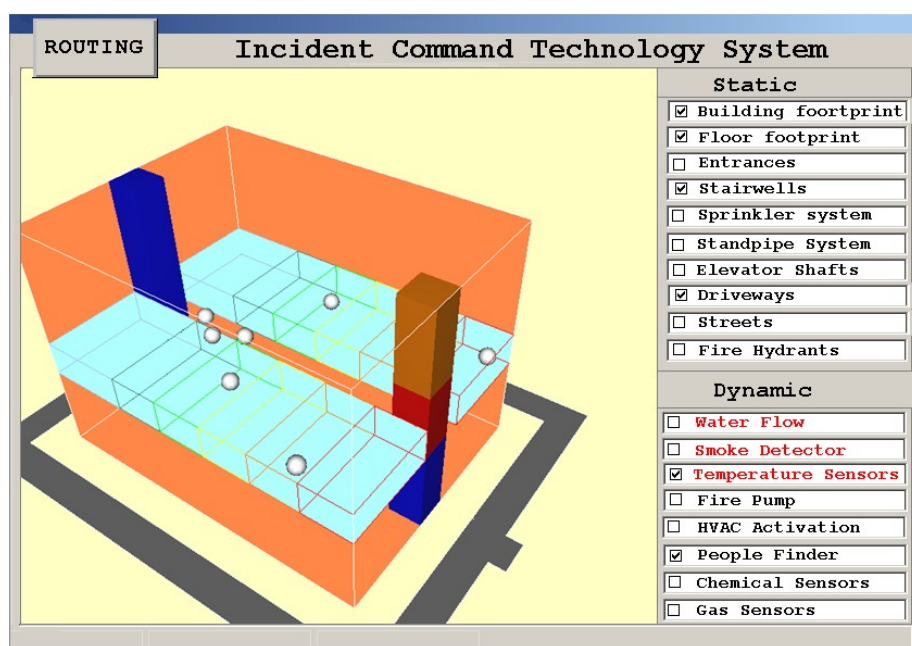 ROUTING
Incident Command Technology System
Static
Building foortprint
Floor footprint
Entrances
Stairwells
Sprinkler system
Standpipe System
Elevator Shafts
Driveways
Streets
Fire Hydrants
Dynamic
Water Flow
Smoke Detector
Temperature Sensors
Fire Pump
HVAC Activation
People Finder
Chemical Sensors
Gas Sensors